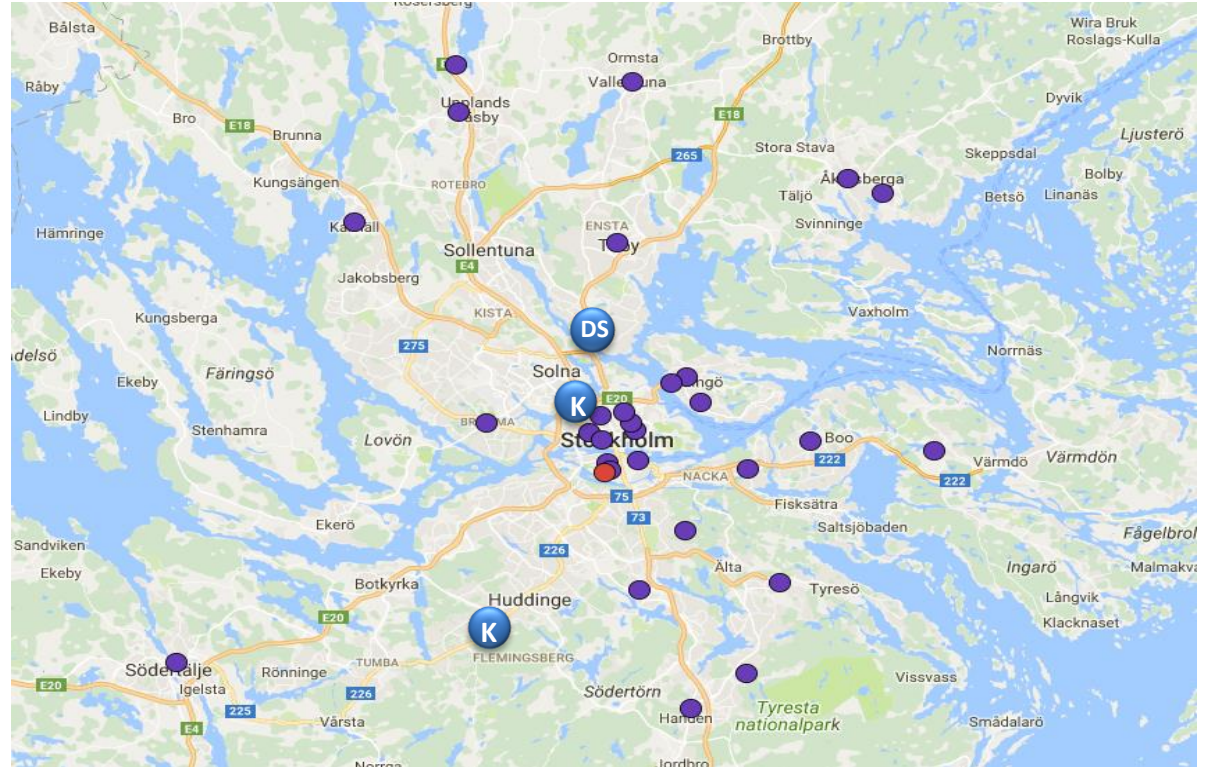 Rosersberg
Bålsta
Wira Bruk
Roslags-Kulla
Brottby
Ormsta
Råby
Dyvik
Bro
E18
E18
Brunna
Ljusterö
Stora Stava
265
Skeppsdal
Bolby
Kungsängen
ROTEBRO
Täljö
Betsö
Linanäs
Svinninge
ENSTA
Hämringe
Sollentuna
E4
Jakobsberg
KISTA
Vaxholm
Kungsberga
DS
275
Norrnäs
Färingsö
Ekeby
Solna
K
E20
Lindby
Stenhamra
Lovön
Boo
222
Värmdö
Värmdön
NACKA
222
75
Fisksätra
73
Ekerö
Saltsjöbaden
Sandviken
226
Ekeby
Älta
Ingarö
Botkyrka
Tyresö
Långvik
Huddinge
E20
Klacknaset
K
FLEMINGSBERG
TUMBA
Rönninge
Vissvass
E20
Igelsta
226
Södertörn
225
Tyresta
nationalpark
Vårsta
Smådalarö
E4